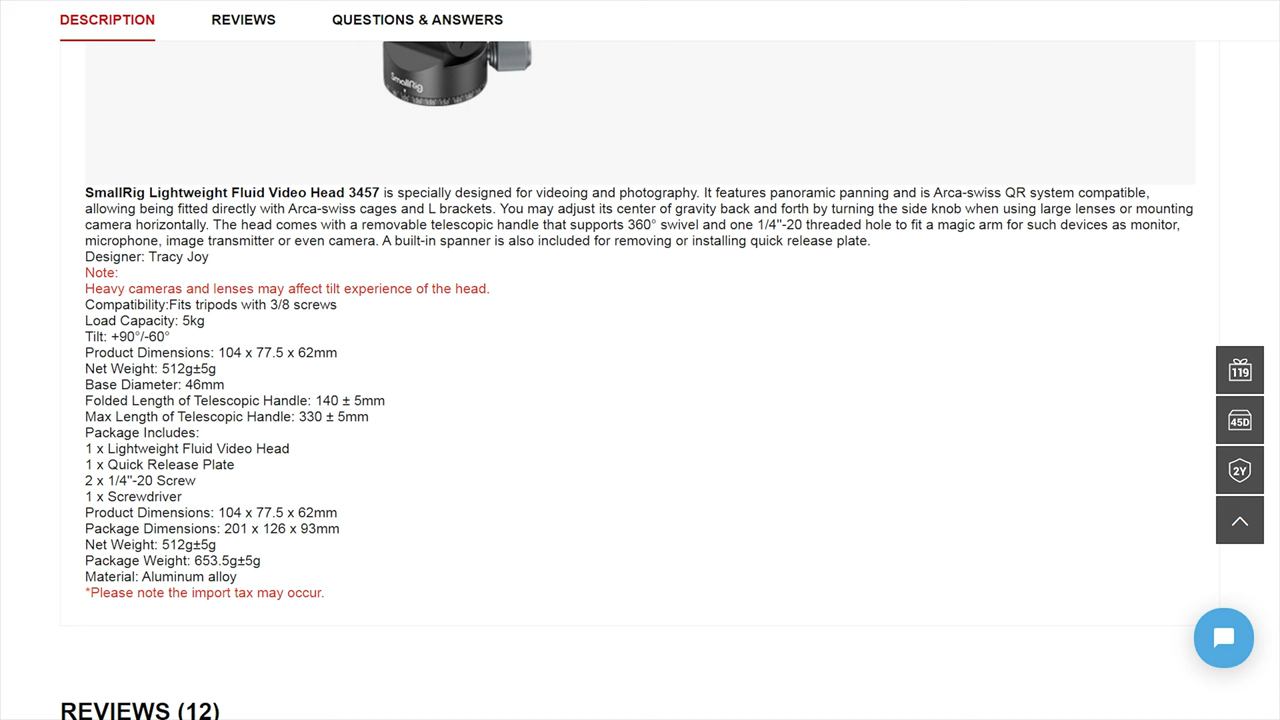 DESCRIPTION REVIEWS QUESTIONS & ANSWERS
SmallRig
SmallRig Lightweight Fluid Video Head 3457 is specially designed for videoing and photography. It features panoramic panning and is Arca-swiss QR system compatible,
allowing being fitted directly with Arca-swiss cages and L brackets. You may adjust its center of gravity back and forth by turning the side knob when using large lenses or mounting
camera horizontally. The head comes with a removable telescopic handle that supports 360° swivel and one 1/4"-20 threaded hole to fit a magic arm for such devices as monitor,
microphone, image transmitter or even camera. A built-in spanner is also included for removing or installing quick release plate.
Designer: Tracy Joy
Note:
Heavy cameras and lenses may affect tilt experience of the head.
Compatibility:Fits tripods with 3/8 screws
Load Capacity: 5kg
Tilt: +90°/-60°
Product Dimensions: 104 x 77.5 x 62mm
Net Weight: 512g±5g
Base Diameter: 46mm
Folded Length of Telescopic Handle: 140 ± 5mm
Max Length of Telescopic Handle: 330 ± 5mm
Package Includes:
1 x Lightweight Fluid Video Head
1 x Quick Release Plate
2 x 1/4"-20 Screw
1 x Screwdriver
Product Dimensions: 104 x 77.5 x 62mm
Package Dimensions: 201 x 126 x 93mm
Net Weight: 512g±5g
Package Weight: 653.5g±5g
Material: Aluminum alloy
*Please note the import tax may occur.
119
45D
2Y
REVIEWS (12)